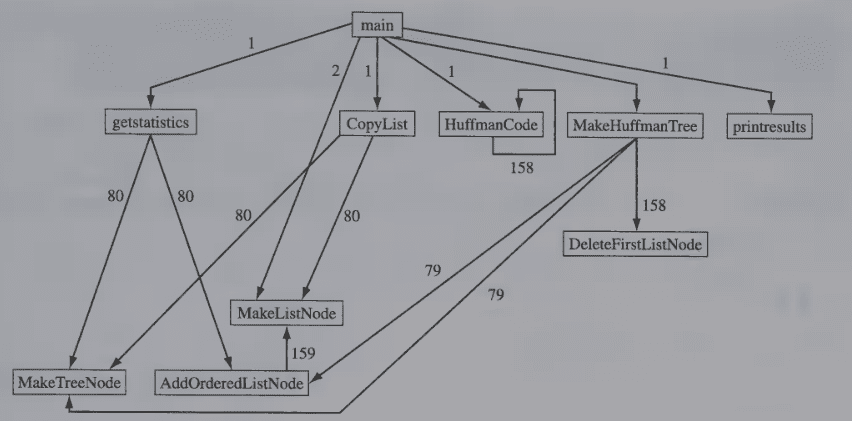 main
1
2
1
1
1
getstatistics
CopyList
HuffmanCode
MakeHuffmanTree
printresults
158
80
80
80
80
158
DeleteFirstListNode
79
79
MakeListNode
159
MakeTreeNode
AddOrderedListNode